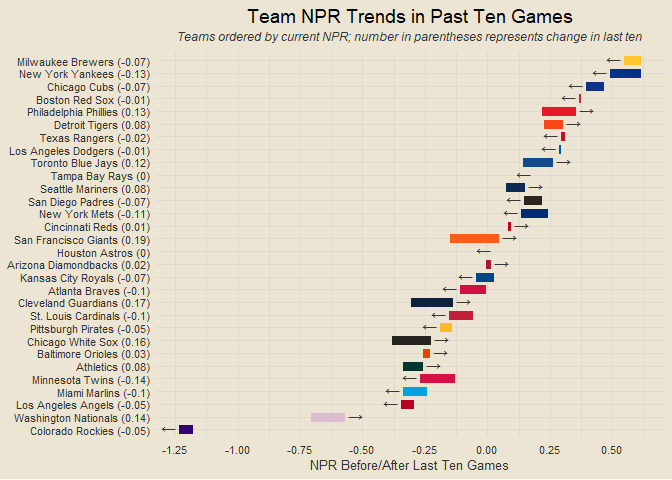 Team NPR Trends in Past Ten Games
Teams ordered by current NPR; number in parentheses represents change in last ten
Milwaukee Brewers (-0.07)
New York Yankees (-0.13)
Chicago Cubs (-0.07)
Boston Red Sox (-0.01)
Philadelphia Phillies (0.13)
Detroit Tigers (0.08)
Texas Rangers (-0.02)
Los Angeles Dodgers (-0.01)
Toronto Blue Jays (0.12)
Tampa Bay Rays (0)
Seattle Mariners (0.08)
San Diego Padres (-0.07)
New York Mets (-0.11)
Cincinnati Reds (0.01)
San Francisco Giants (0.19)
Houston Astros (0)
Arizona Diamondbacks (0.02)
Kansas City Royals (-0.07)
Atlanta Braves (-0.1)
Cleveland Guardians (0.17)
St. Louis Cardinals (-0.1)
Pittsburgh Pirates (-0.05)
Chicago White Sox (0.16)
Baltimore Orioles (0.03)
Athletics (0.08)
Minnesota Twins (-0.14)
Miami Marlins (-0.1)
Los Angeles Angels (-0.05)
Washington Nationals (0.14)
Colorado Rockies (-0.05)
-1.25 -1.00 -0.75 -0.50 -0.25 0.00 0.25 0.50
NPR Before/After Last Ten Games